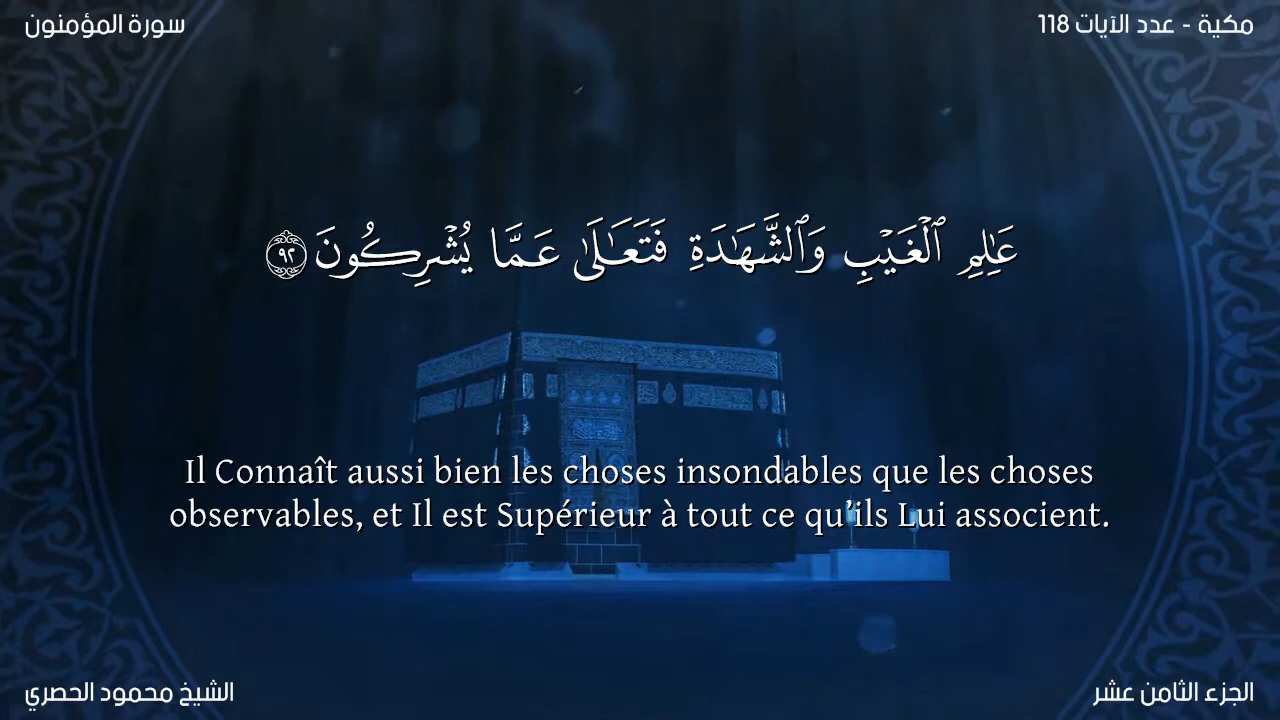 سورة المؤمنون
مكية - عدد الآيات 118
عَٰلِمِ ٱلْغَيْبِ وَٱلشَّهَٰدَةِ فَتَعَٰلَىٰ عَمَّا يُشْرِكُونَ ٩٢
Il Connaît aussi bien les choses insondables que les choses
observables, et Il est Supérieur à tout ce qu’ils Lui associent.
الشيخ محمود الحصري
الجزء الثامن عشر